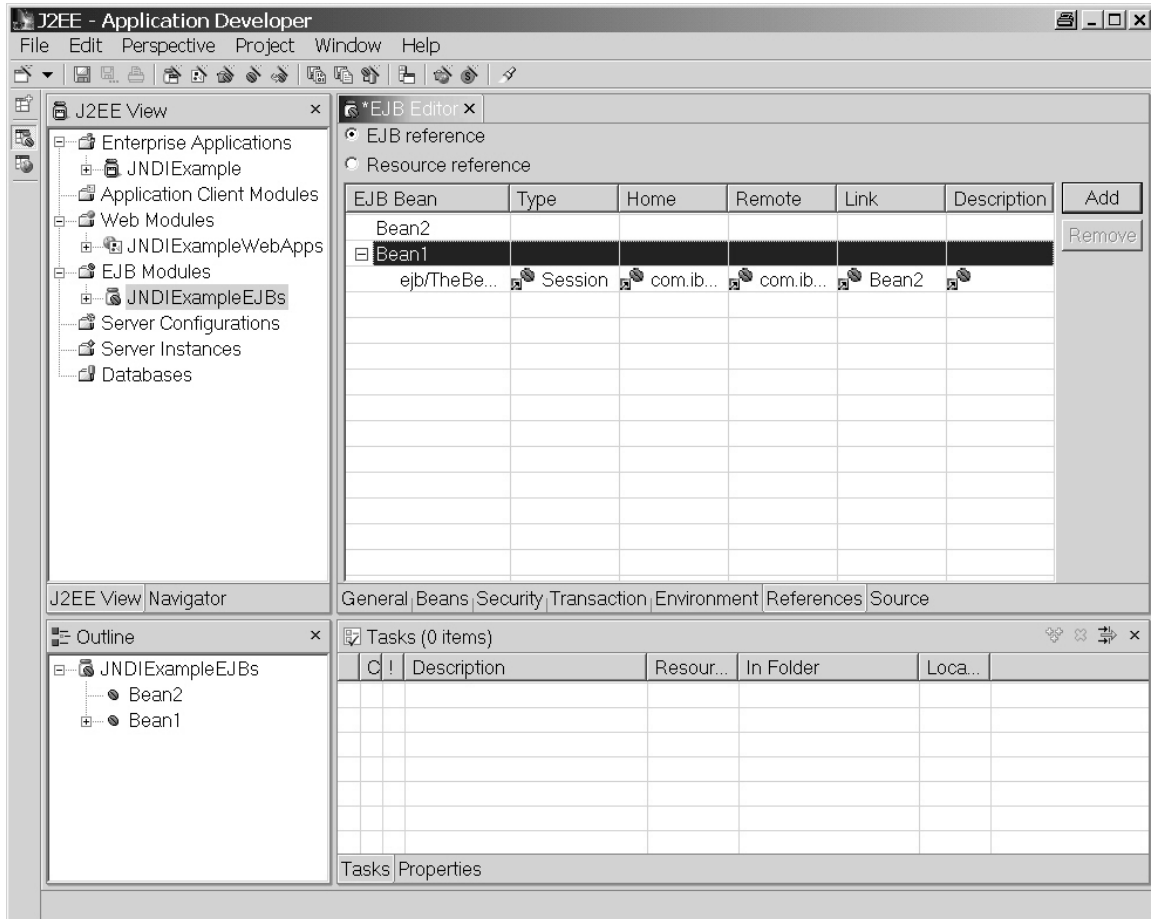 J2EE - Application Developer
File Edit Perspective Project Window Help
J2EE View
Enterprise Applications
JNDIExample
Application Client Modules
Web Modules
JNDIExampleWebApps
EJB Modules
JNDIExampleEJBs
Server Configurations
Server Instances
Databases
J2EE View Navigator
*EJB Editor
EJB reference
Resource reference
EJB Bean Type Home Remote Link Description
Add
Remove
Bean2
Bean1
ejb/TheBe... Session com.ib... com.ib... Bean2
General Beans Security Transaction Environment References Source
Outline
JNDIExampleEJBs
Bean2
Bean1
Tasks (0 items)
C ! Description Resour... In Folder Loca...
Tasks Properties